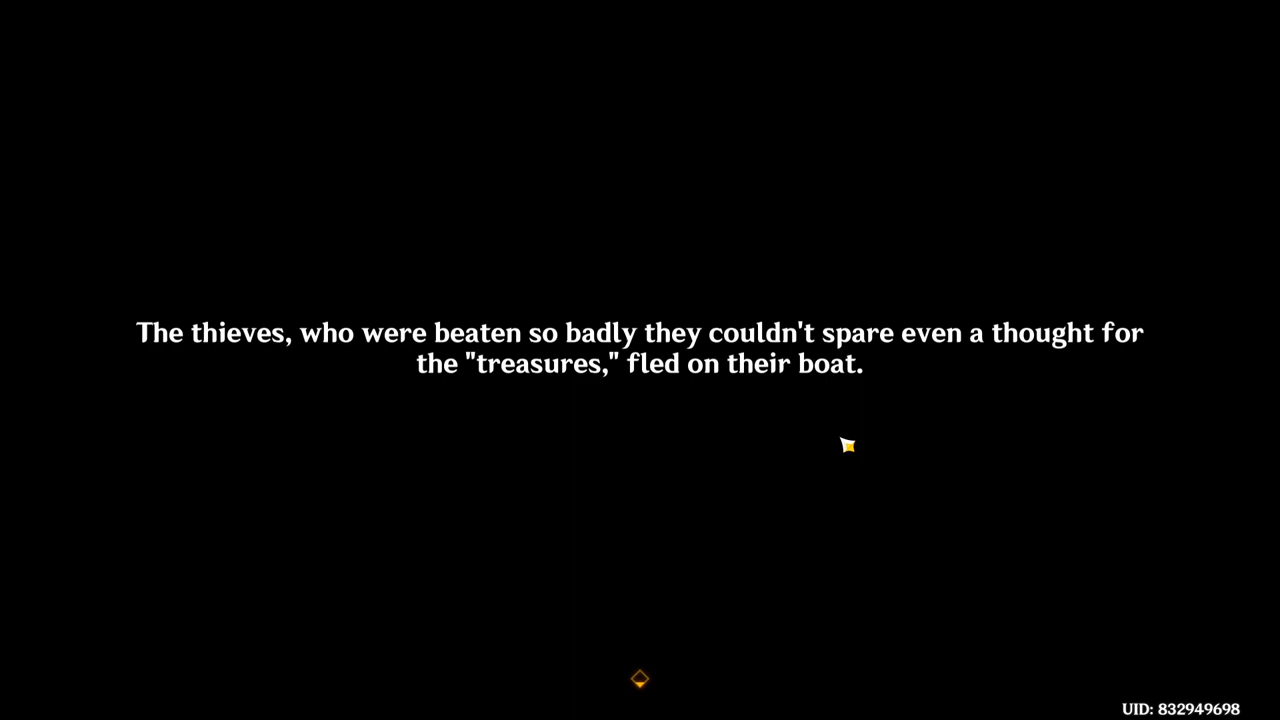 The thieves, who were beaten so badly they couldn't spare even a thought for
the "treasures," fled on their boat.
UID: 832949698